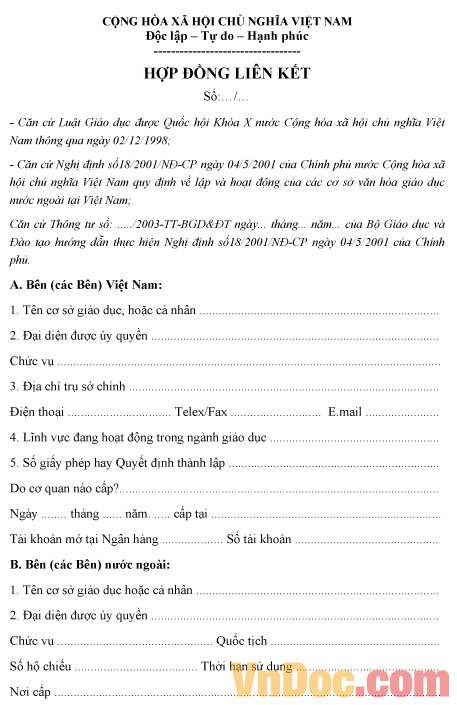 CỘNG HÒA XÃ HỘI CHỦ NGHĨA VIỆT NAM
Độc lập – Tự do – Hạnh phúc
----------------------------------
HỢP ĐỒNG LIÊN KẾT
Số:…/…
- Căn cứ Luật Giáo dục được Quốc hội Khóa X nước Cộng hòa xã hội chủ nghĩa Việt
Nam thông qua ngày 02/12/1998;
- Căn cứ Nghị định số18/2001/NĐ-CP ngày 04/5/2001 của Chính phủ nước Cộng hòa xã
hội chủ nghĩa Việt Nam quy định về lập và hoạt động của các cơ sở văn hóa giáo dục
nước ngoài tại Việt Nam;
Căn cứ Thông tư số: ...../2003-TT-BGD&ĐT ngày... tháng... năm... của Bộ Giáo dục và
Đào tạo hướng dẫn thực hiện Nghị định số18/2001/NĐ-CP ngày 04/5/2001 của Chính
phủ.
A. Bên (các Bên) Việt Nam:
1. Tên cơ sở giáo dục, hoặc cá nhân ........................................................................
2. Đại diện được ủy quyền ........................................................................
Chức vụ ........................................................................
3. Địa chỉ trụ sở chính ........................................................................
Điện thoại ............................... Telex/Fax ........................... E.mail ......................
4. Lĩnh vực đang hoạt động trong ngành giáo dục ..................................................
5. Số giấy phép hay Quyết định thành lập ...............................................................
Do cơ quan nào cấp?........................................................................
Ngày ........ tháng ...... năm. ..... cấp tại ....................................................................
Tài khoản mở tại Ngân hàng .................. Số tài khoản ...........................................
B. Bên (các Bên) nước ngoài:
1. Tên cơ sở giáo dục hoặc cá nhân ........................................................................
2. Đại diện được ủy quyền ........................................................................
Chức vụ ............................................... Quốc tịch ..................................................
Số hộ chiếu .................................... Thời hạn sử dụng ..........................................
Nơi cấp ........................................................................
VnDoc.com